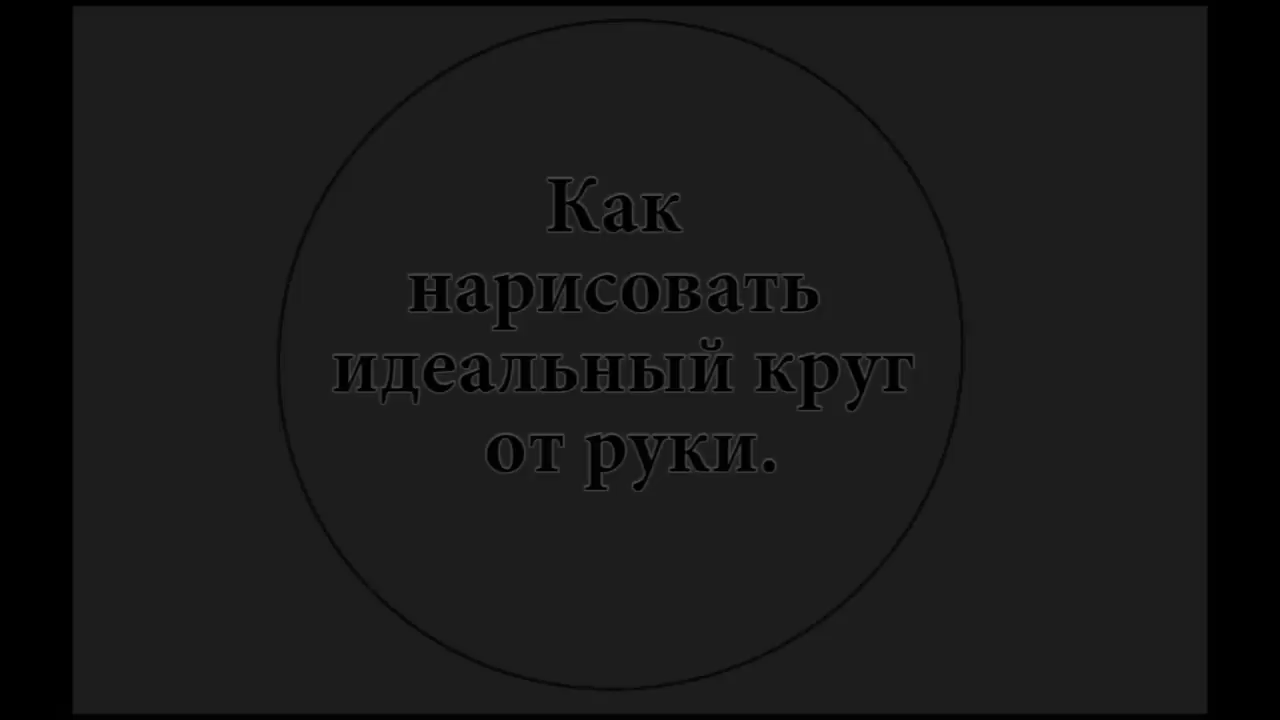 Как
нарисовать
идеальный круг
от руки.